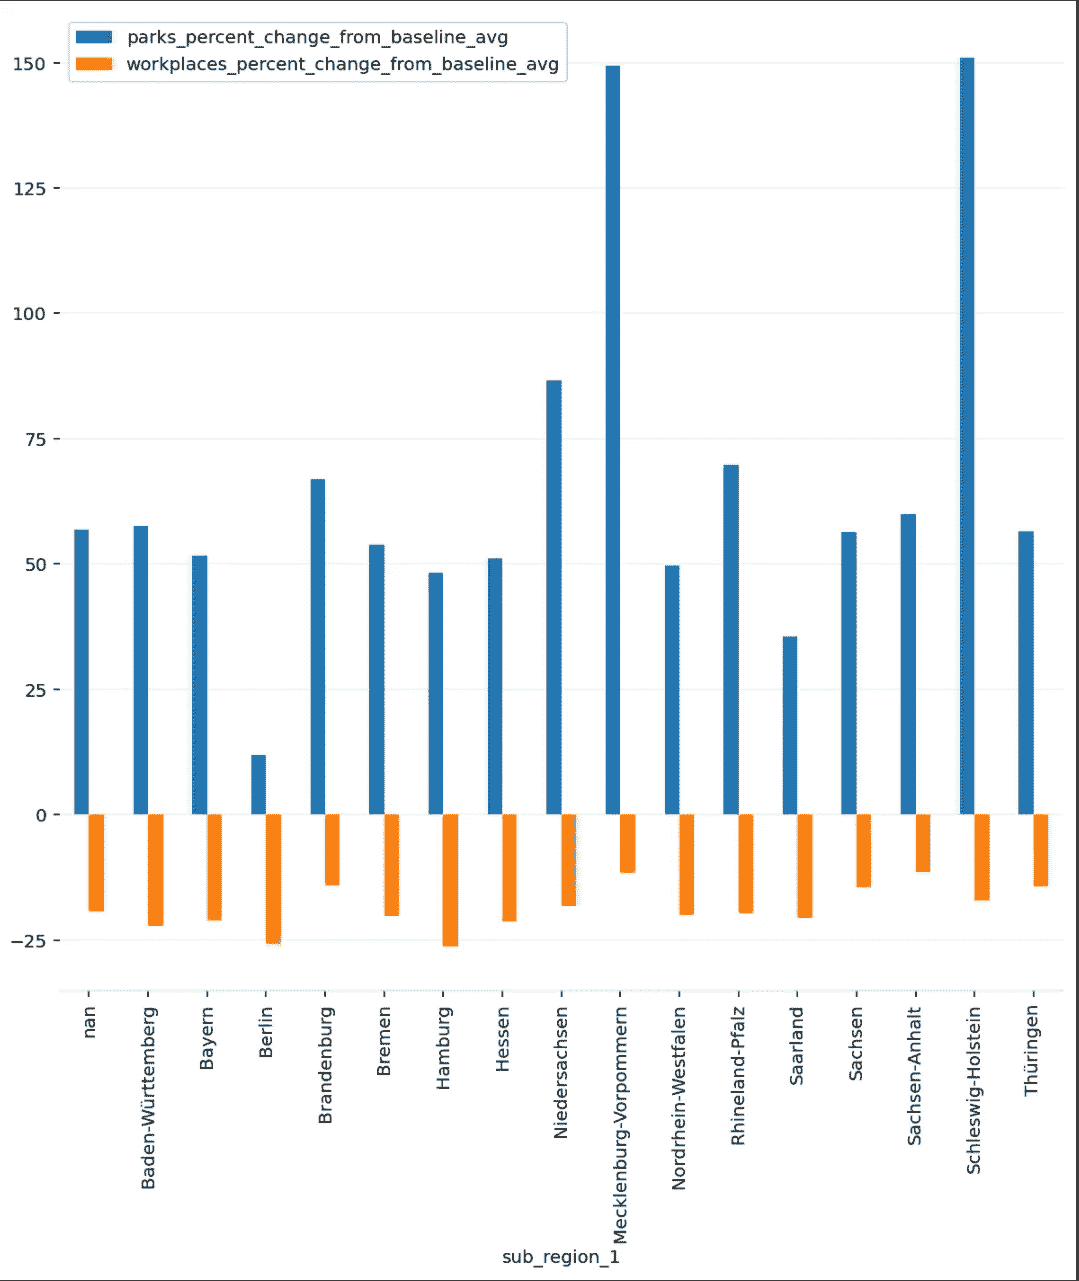 parks_percent_change_from_baseline_avg
workplaces_percent_change_from_baseline_avg
150
125
100
75
50
25
0
−25
nan
Baden-Württemberg
Bayern
Berlin
Brandenburg
Bremen
Hamburg
Hessen
Niedersachsen
Mecklenburg-Vorpommern
Nordrhein-Westfalen
Rhineland-Pfalz
Saarland
Sachsen
Sachsen-Anhalt
Schleswig-Holstein
Thüringen
sub_region_1